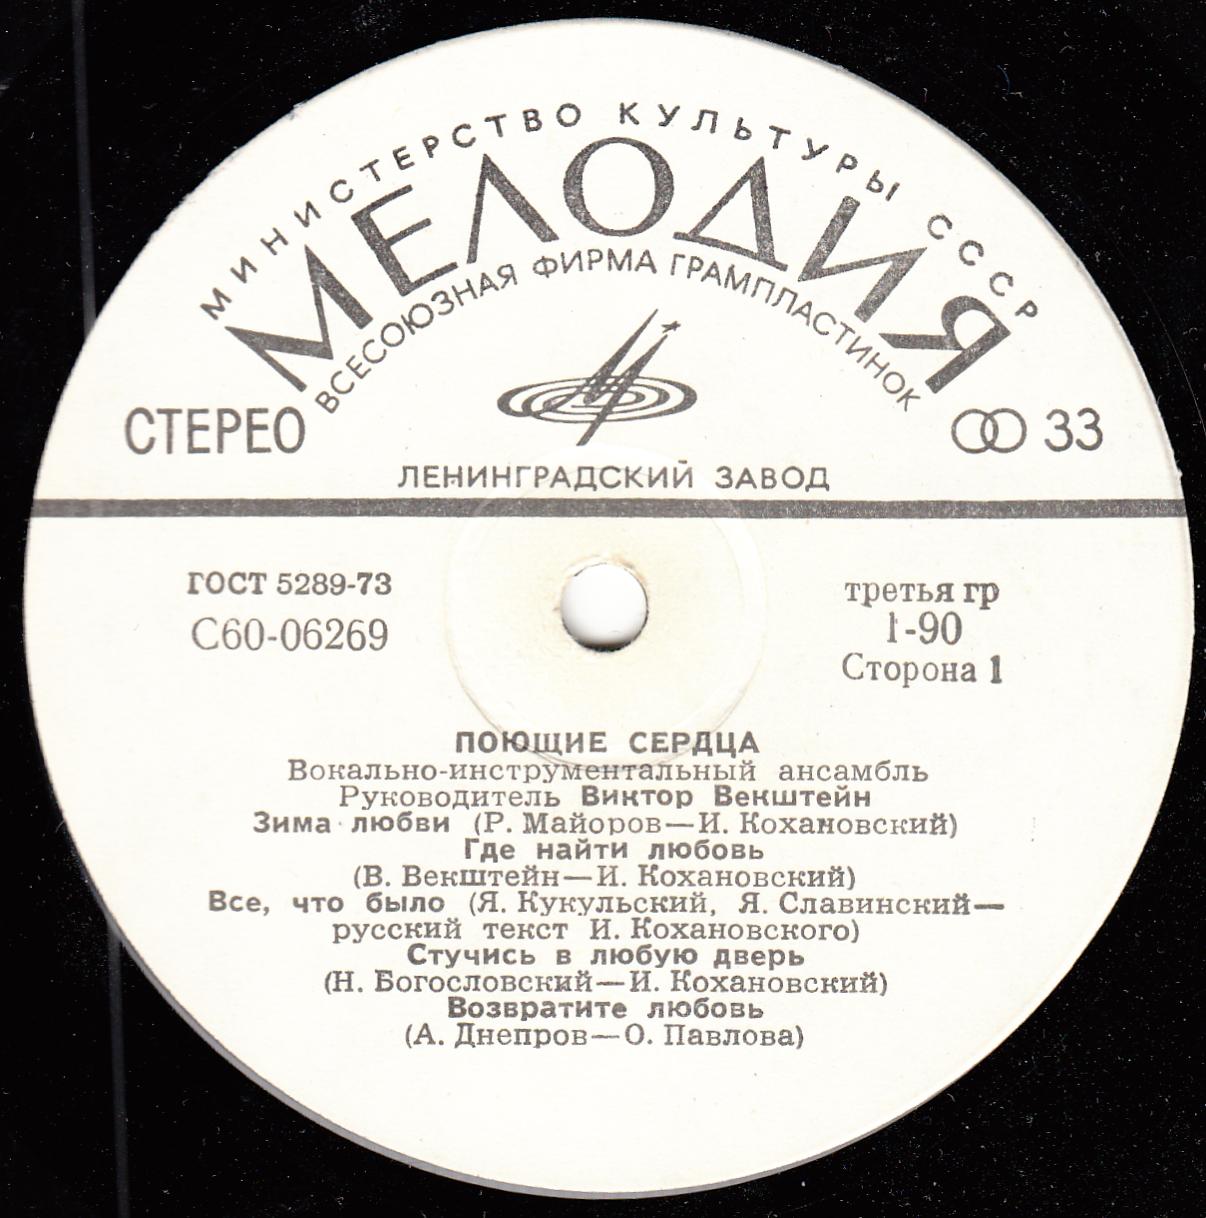 МИНИСТЕРСТВО КУЛЬТУРЫ СССР
МЕЛОДИЯ
ВСЕСОЮЗНАЯ ФИРМА ГРАМПЛАСТИНОК
СТЕРЕО
33
ЛЕНИНГРАДСКИЙ ЗАВОД
ГОСТ 5289-73
С60-06269
третья гр
1-90
Сторона 1
ПОЮЩИЕ СЕРДЦА
Вокально-инструментальный ансамбль
Руководитель Виктор Векштейн
Зима любви (Р. Майоров—И. Кохановский)
Где найти любовь
(В. Векштейн—И. Кохановский)
Все, что было (Я. Кукульский, Я. Славинский—
русский текст И. Кохановского)
Стучись в любую дверь
(Н. Богословский—И. Кохановский)
Возвратите любовь
(А. Днепров—О. Павлова)